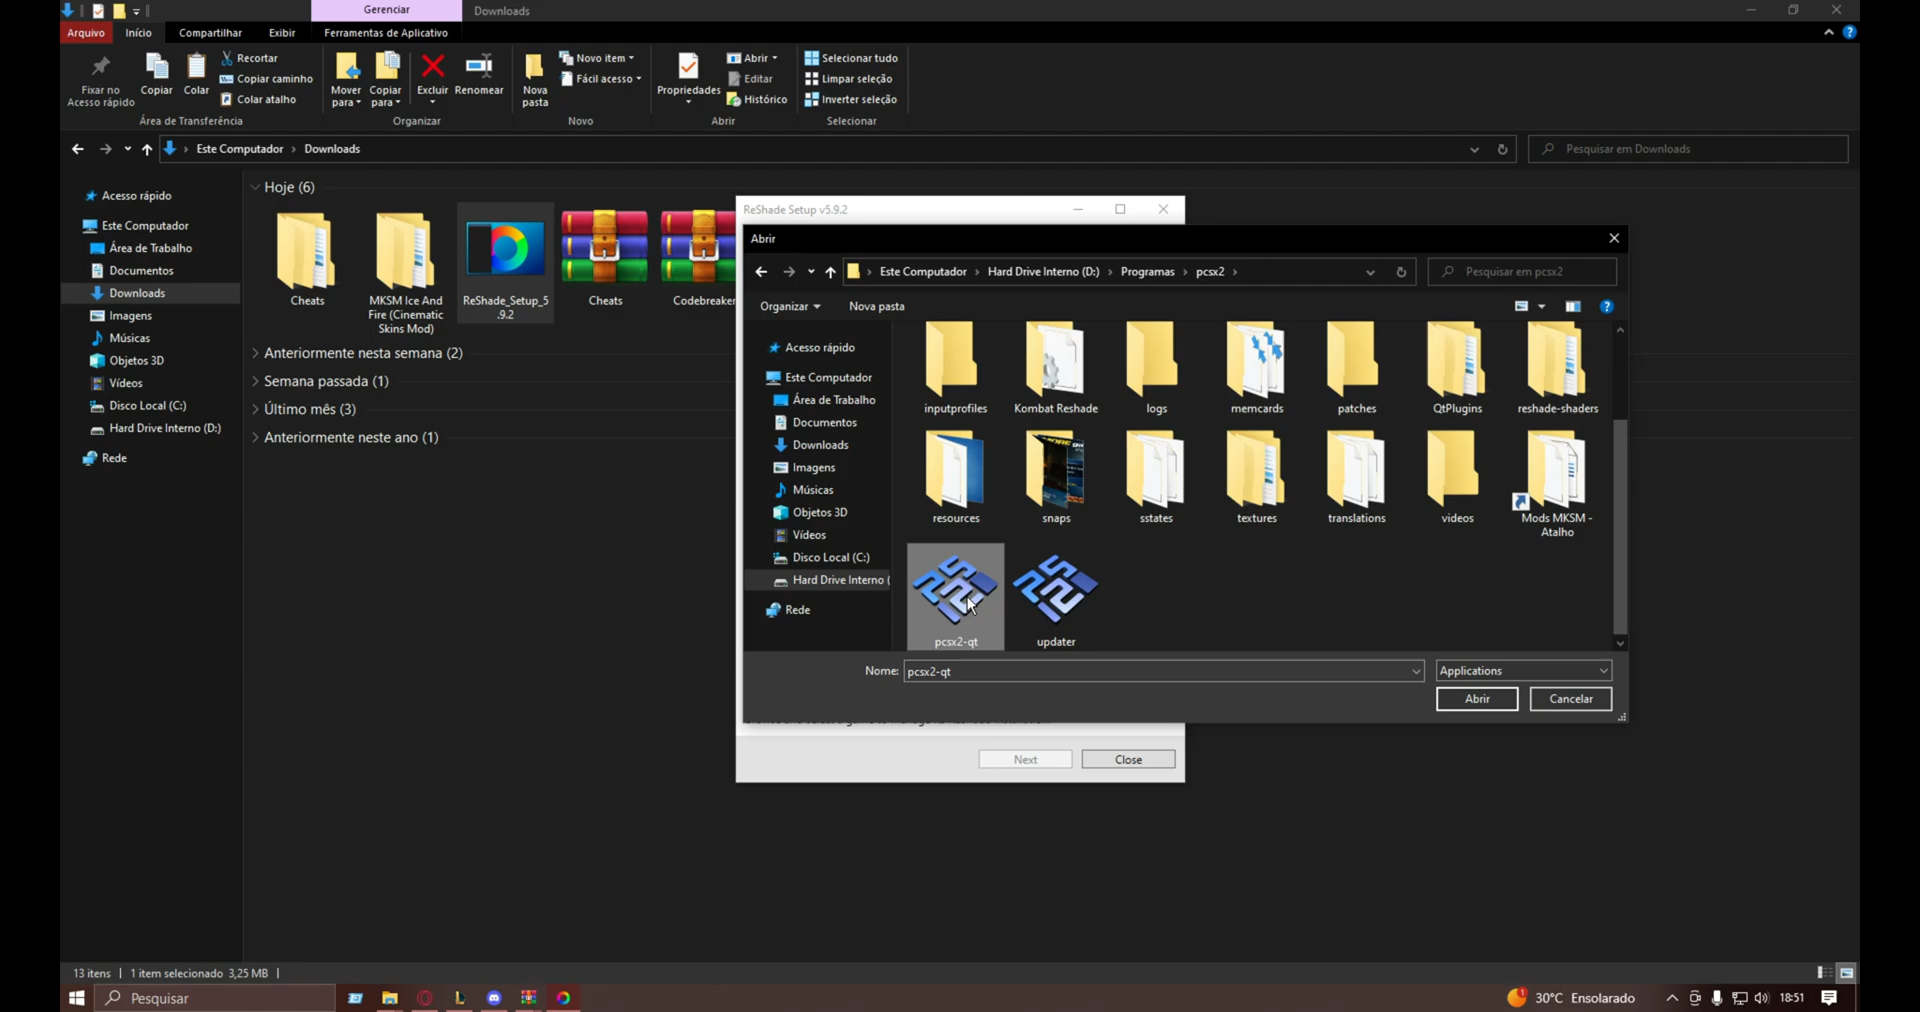 Gerenciar
Downloads
Arquivo
Início
Compartilhar
Exibir
Ferramentas de Aplicativo
Fixar no
Acesso rápido
Copiar
Colar
Recortar
Copiar caminho
Colar atalho
Área de Transferência
Mover
para
Copiar
para
Excluir
Renomear
Organizar
Nova
pasta
Novo item
Fácil acesso
Novo
Propriedades
Abrir
Editar
Histórico
Abrir
Selecionar tudo
Limpar seleção
Inverter seleção
Selecionar
Este Computador
Downloads
Pesquisar em Downloads
Acesso rápido
Este Computador
Área de Trabalho
Documentos
Downloads
Imagens
Músicas
Objetos 3D
Vídeos
Disco Local (C:)
Hard Drive Interno (D:)
Rede
Hoje (6)
Cheats
MKSM Ice And
Fire (Cinematic
Skins Mod)
ReShade_Setup_5
.9.2
Cheats
Codebreaker
Anteriormente nesta semana (2)
Semana passada (1)
Último mês (3)
Anteriormente neste ano (1)
ReShade Setup v5.9.2
Abrir
Este Computador
Hard Drive Interno (D:)
Programas
pcsx2
Pesquisar em pcsx2
Organizar
Nova pasta
Acesso rápido
Este Computador
Área de Trabalho
Documentos
Downloads
Imagens
Músicas
Objetos 3D
Vídeos
Disco Local (C:)
Hard Drive Interno (
Rede
inputprofiles
Kombat Reshade
logs
memcards
patches
QtPlugins
reshade-shaders
resources
snaps
sstates
textures
translations
videos
Mods MKSM -
Atalho
pcsx2-qt
updater
Nome:
pcsx2-qt
Applications
Abrir
Cancelar
Next
Close
13 itens
1 item selecionado 3,25 MB
Pesquisar
30°C Ensolarado
18:51